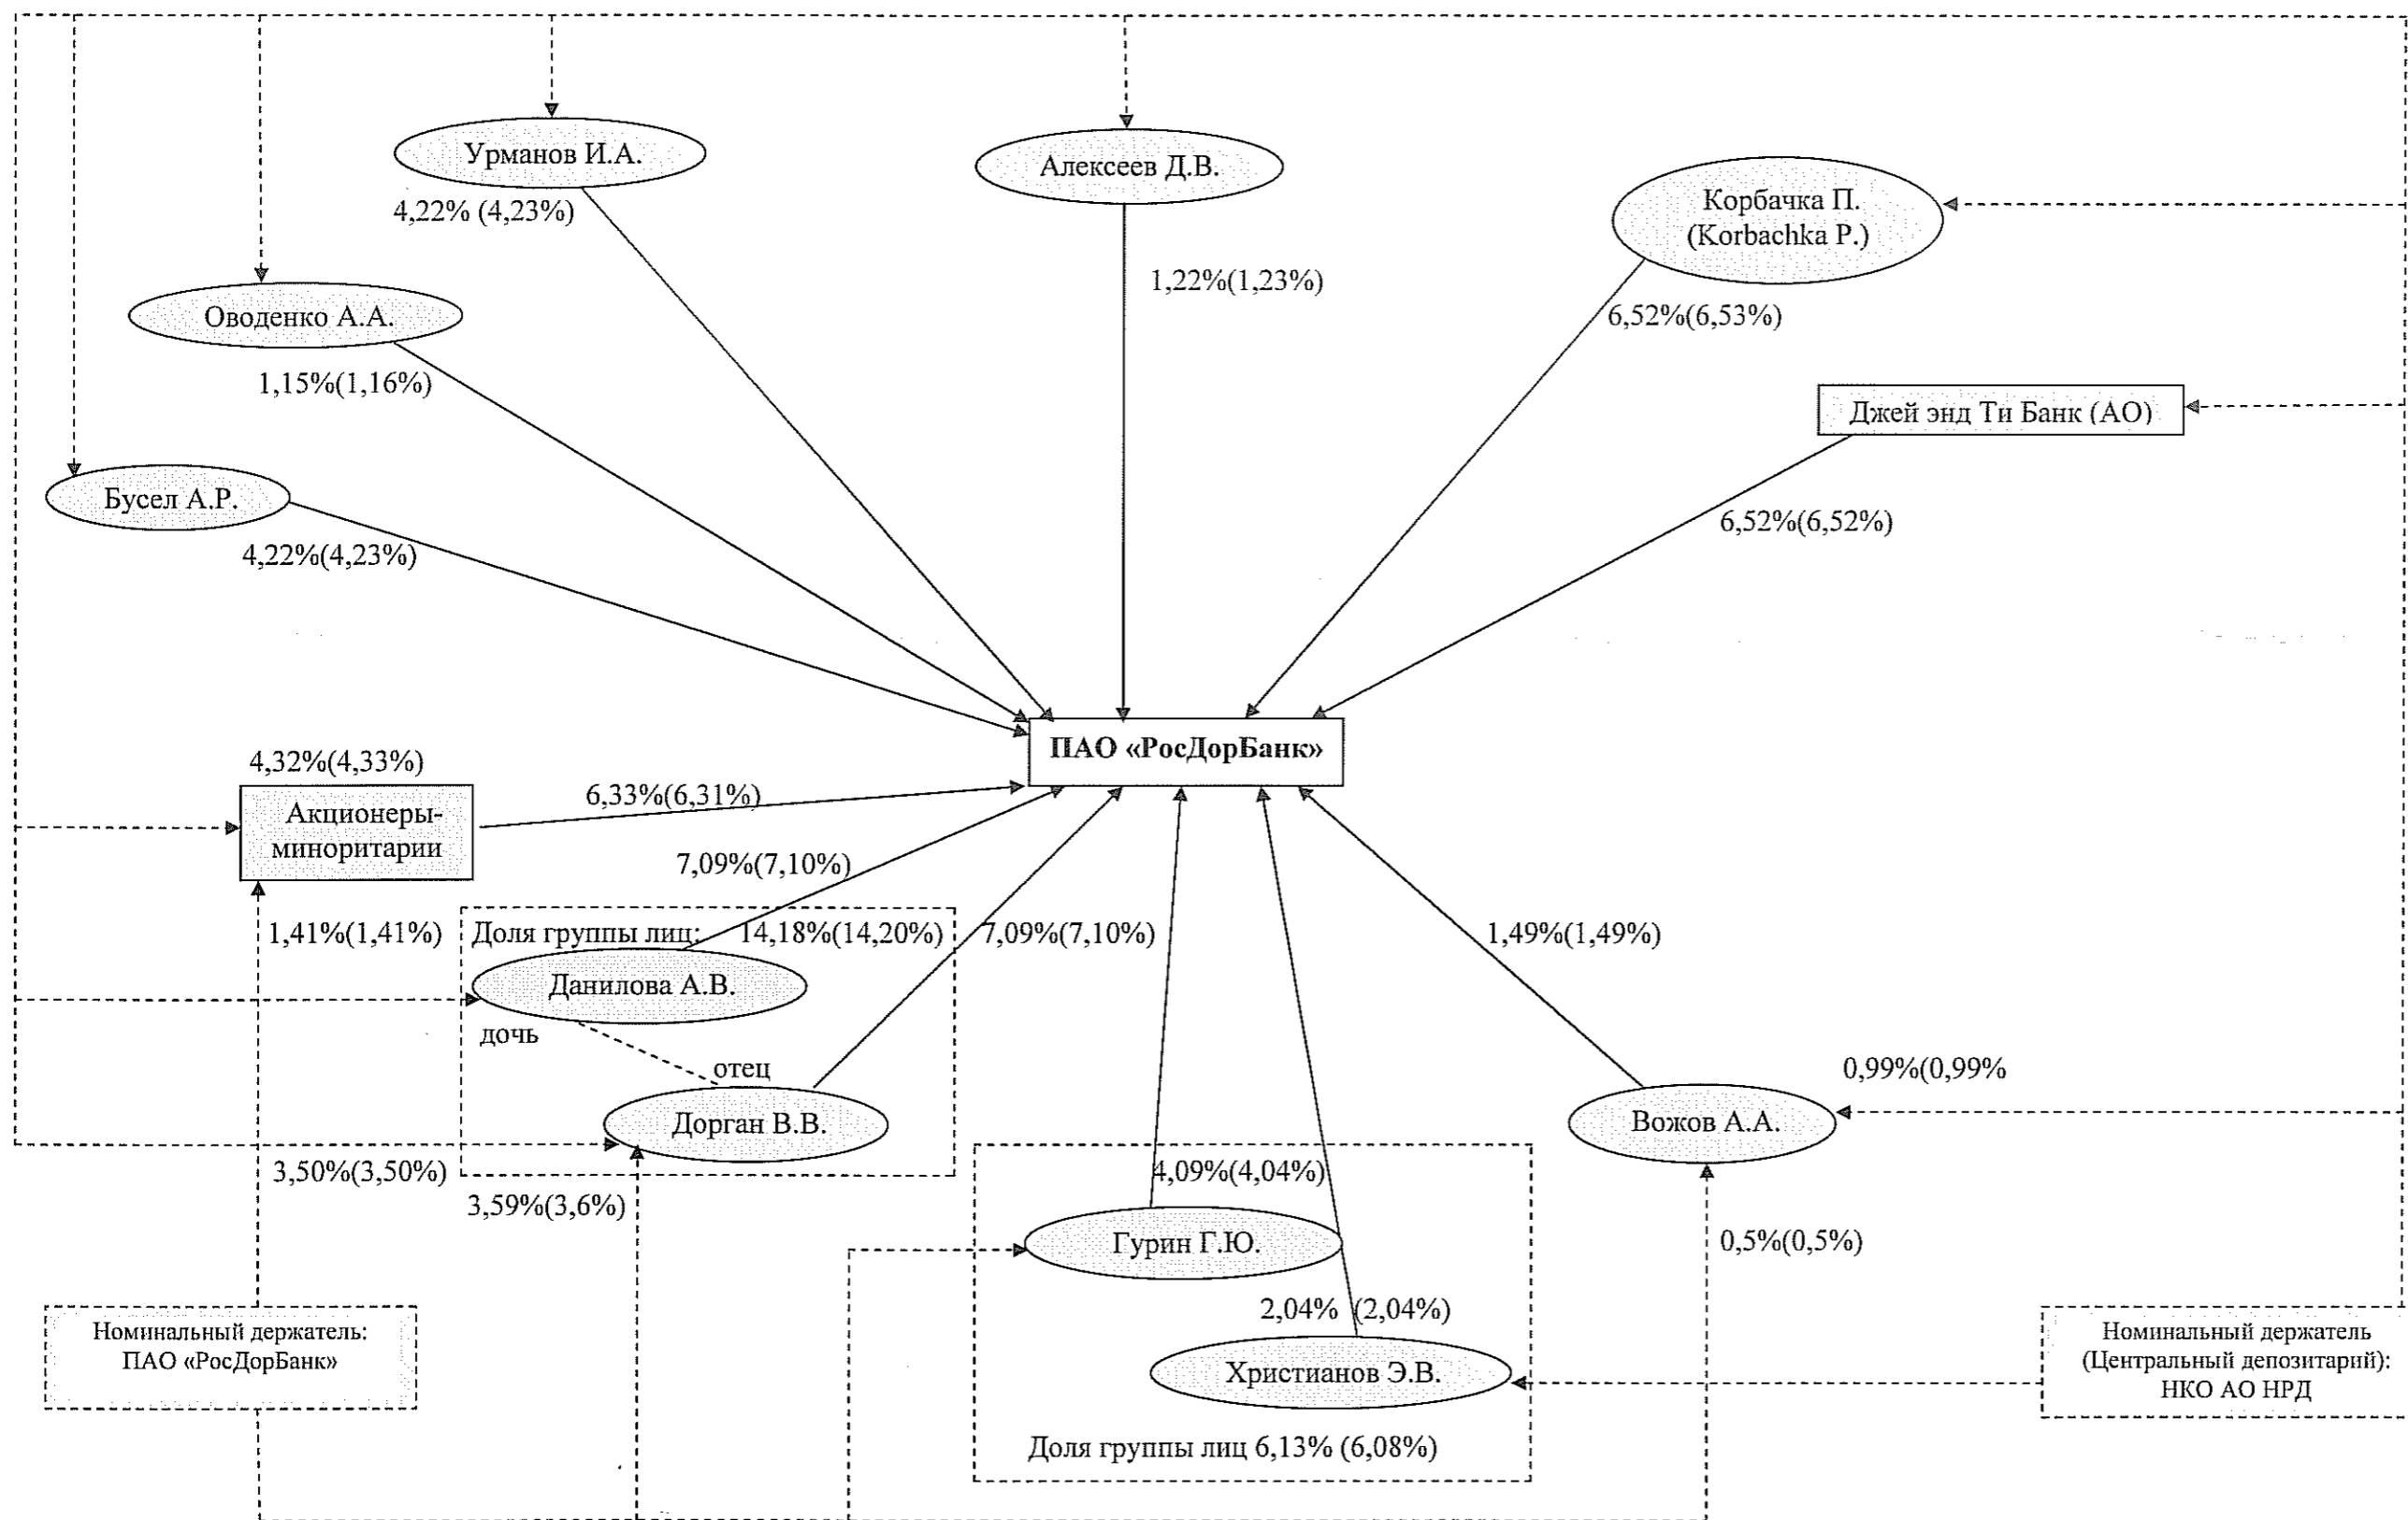 Урманов И.А.
4,22% (4,23%)
Алексеев Д.В.
1,22%(1,23%)
Корбачка П.
(Korbachka P.)
6,52%(6,53%)
Оводенко А.А.
1,15%(1,16%)
Джей энд Ти Банк (АО)
6,52%(6,52%)
Бусел А.Р.
4,22%(4,23%)
ПАО «РосДорБанк»
4,32%(4,33%)
Акционеры-
миноритарии
6,33%(6,31%)
7,09%(7,10%)
1,41%(1,41%)
Доля группы лиц: 14,18%(14,20%)
7,09%(7,10%)
1,49%(1,49%)
Данилова А.В.
дочь
отец
Дорган В.В.
0,99%(0,99%
Вожов А.А.
3,50%(3,50%)
3,59%(3,6%)
4,09%(4,04%)
Гурин Г.Ю.
0,5%(0,5%)
2,04% (2,04%)
Христианов Э.В.
Доля группы лиц 6,13% (6,08%)
Номинальный держатель:
ПАО «РосДорБанк»
Номинальный держатель
(Центральный депозитарий):
НКО АО НРД